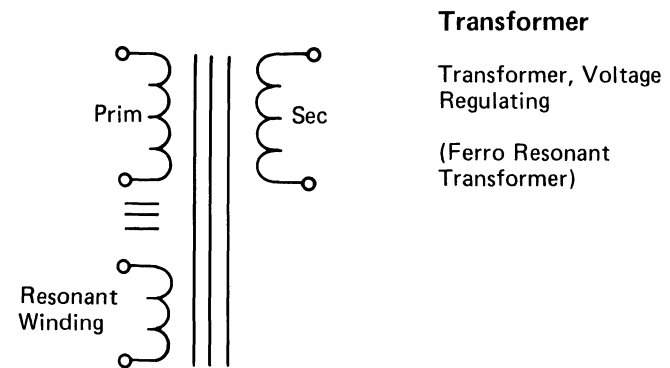 Transformer
Transformer, Voltage
Regulating
(Ferro Resonant
Transformer)
Prim
Sec
Resonant
Winding